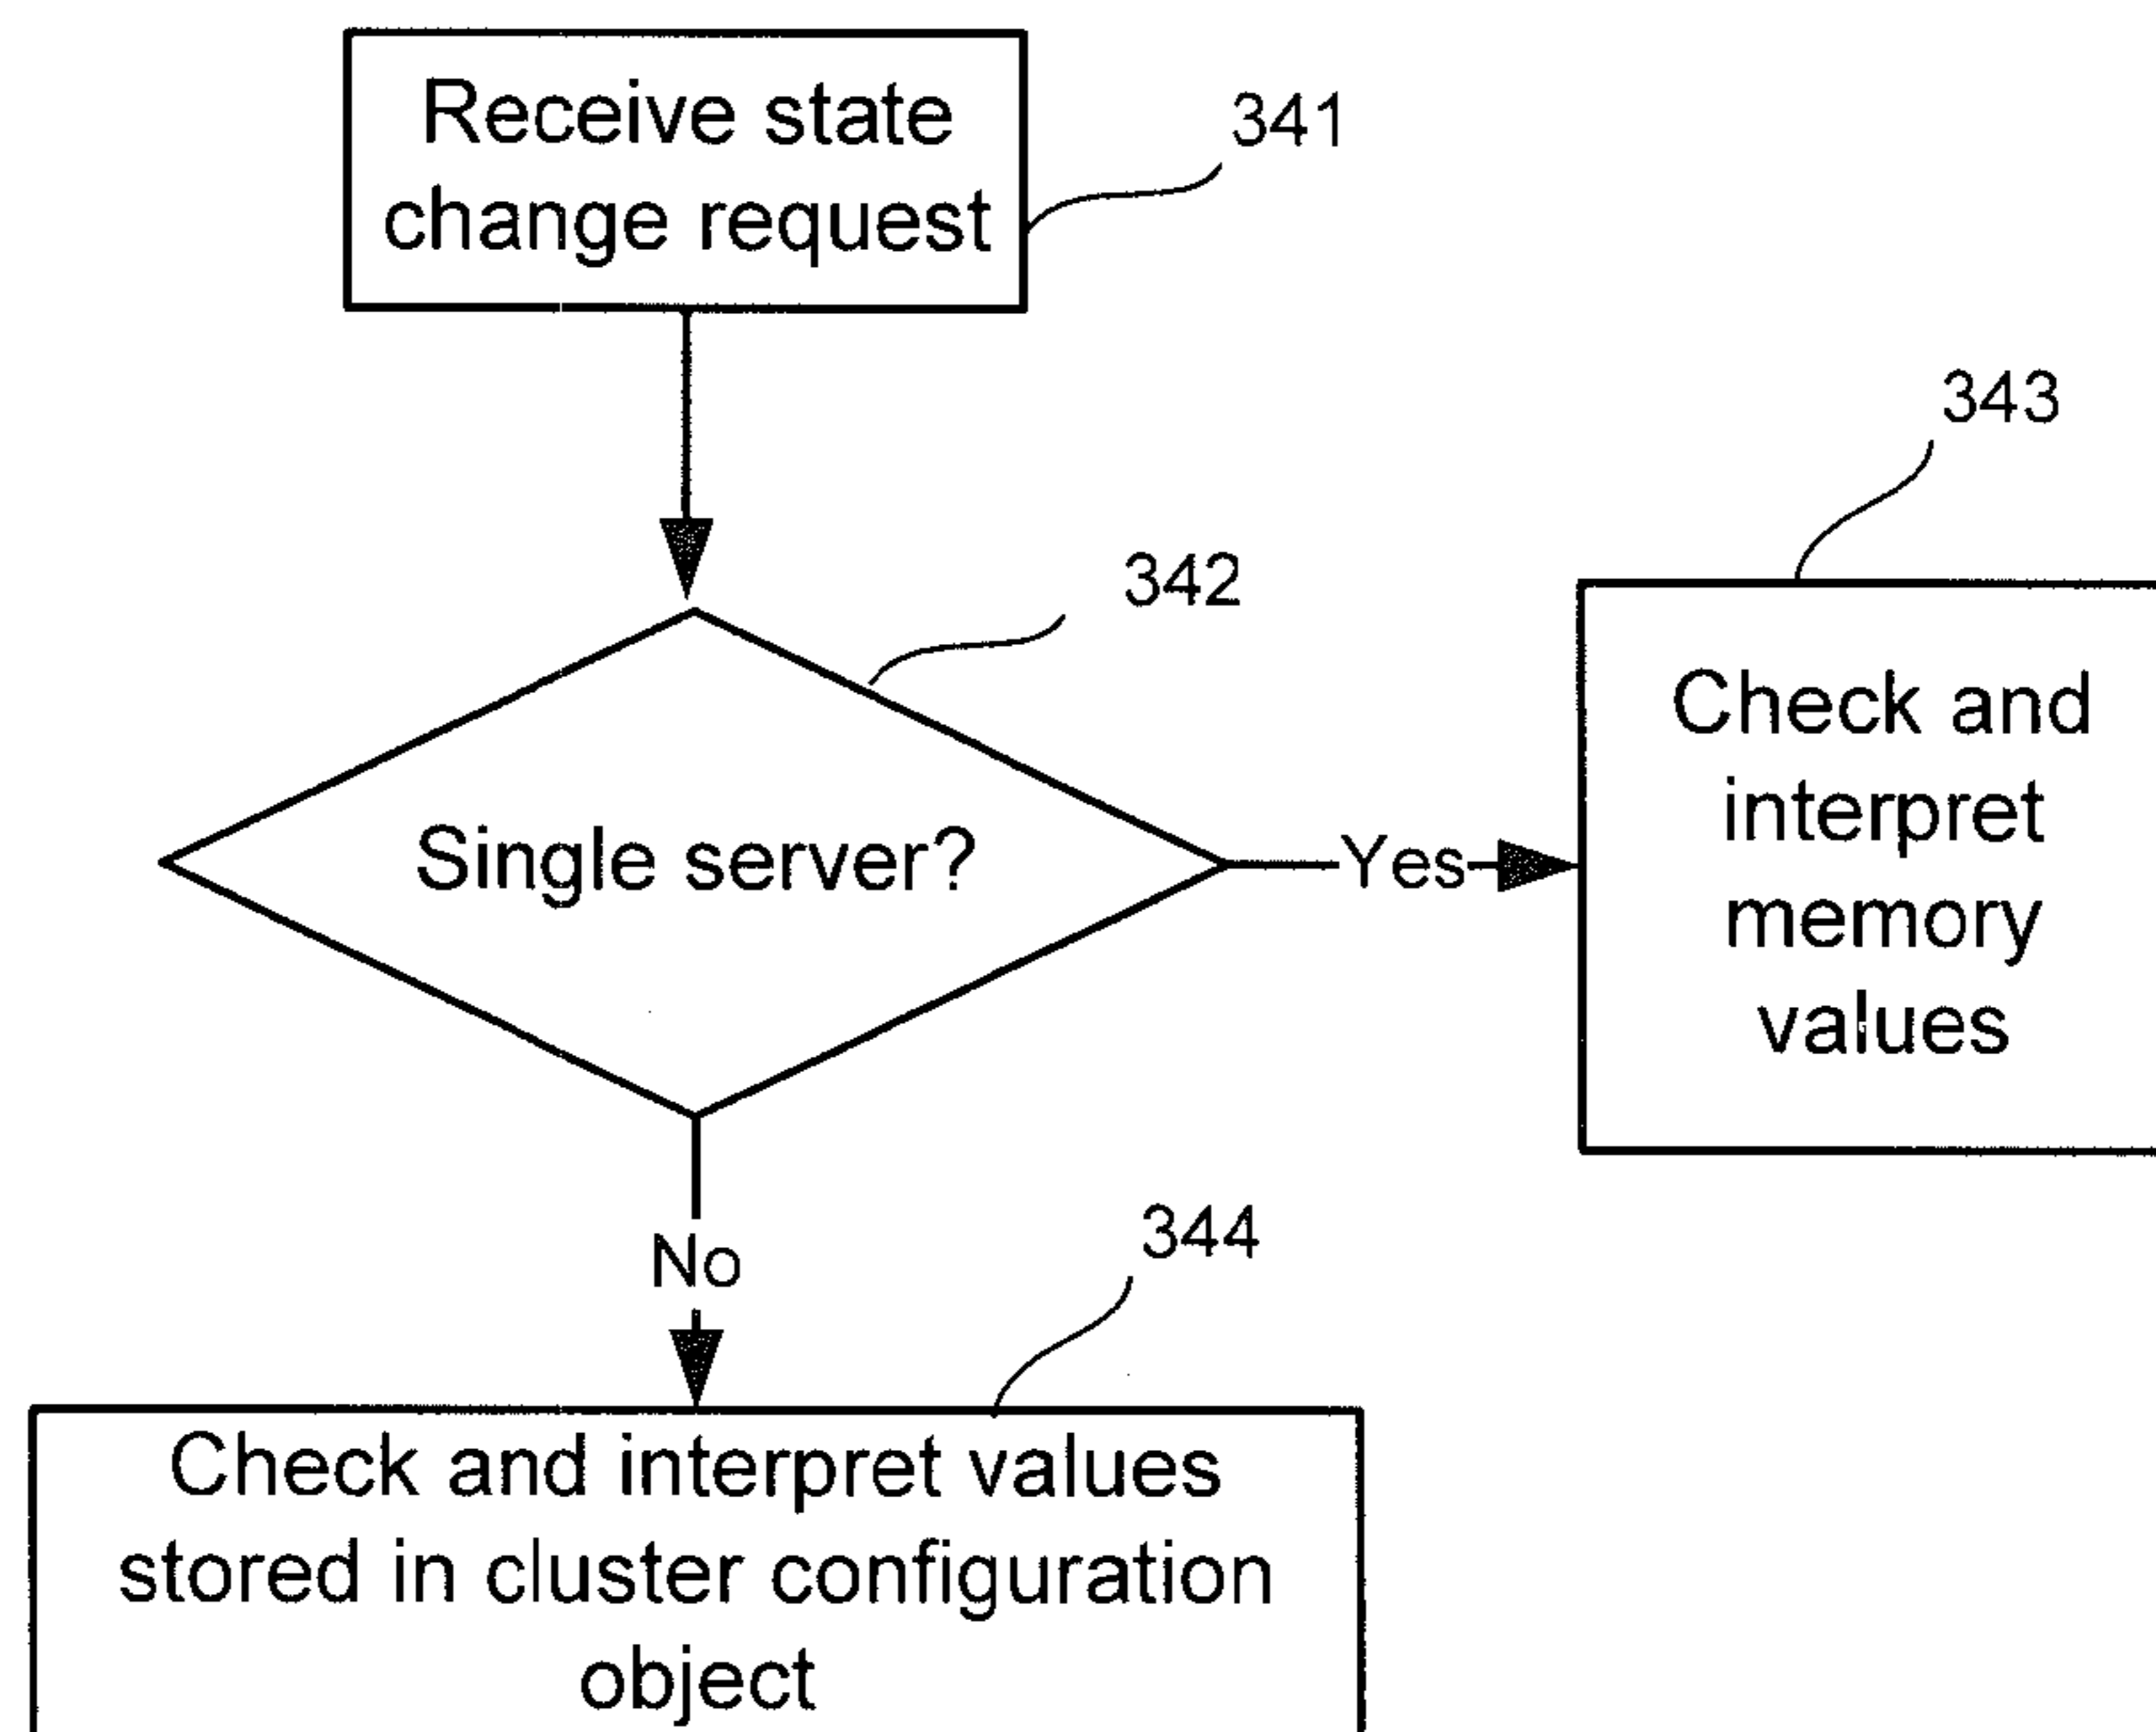 Receive state
change request
341
342
Single server?
Yes
343
Check and
interpret
memory
values
No
344
Check and interpret values
stored in cluster configuration
object